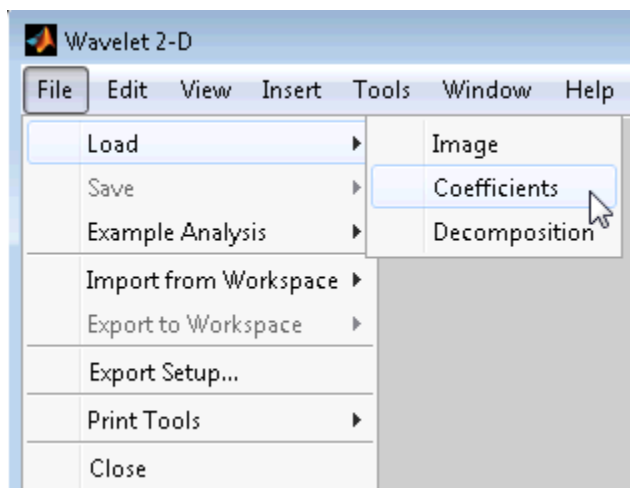 Wavelet 2-D
File Edit View Insert Tools Window Help
Load
Save
Example Analysis
Import from Workspace
Export to Workspace
Export Setup...
Print Tools
Close
Image
Coefficients
Decomposition